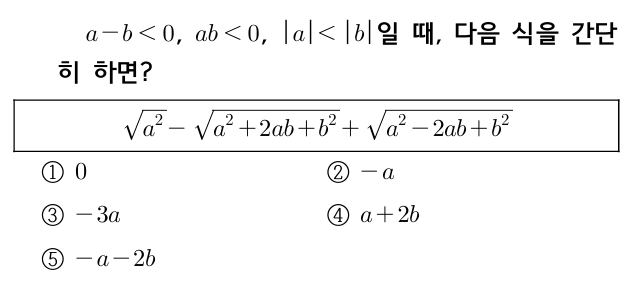 a−b<0, ab<0, |a|<|b|일 때, 다음 식을 간단
히 하면?
√(a²) − √(a²+2ab+b²) + √(a²−2ab+b²)
① 0 ② −a
③ −3a ④ a+2b
⑤ −a−2b